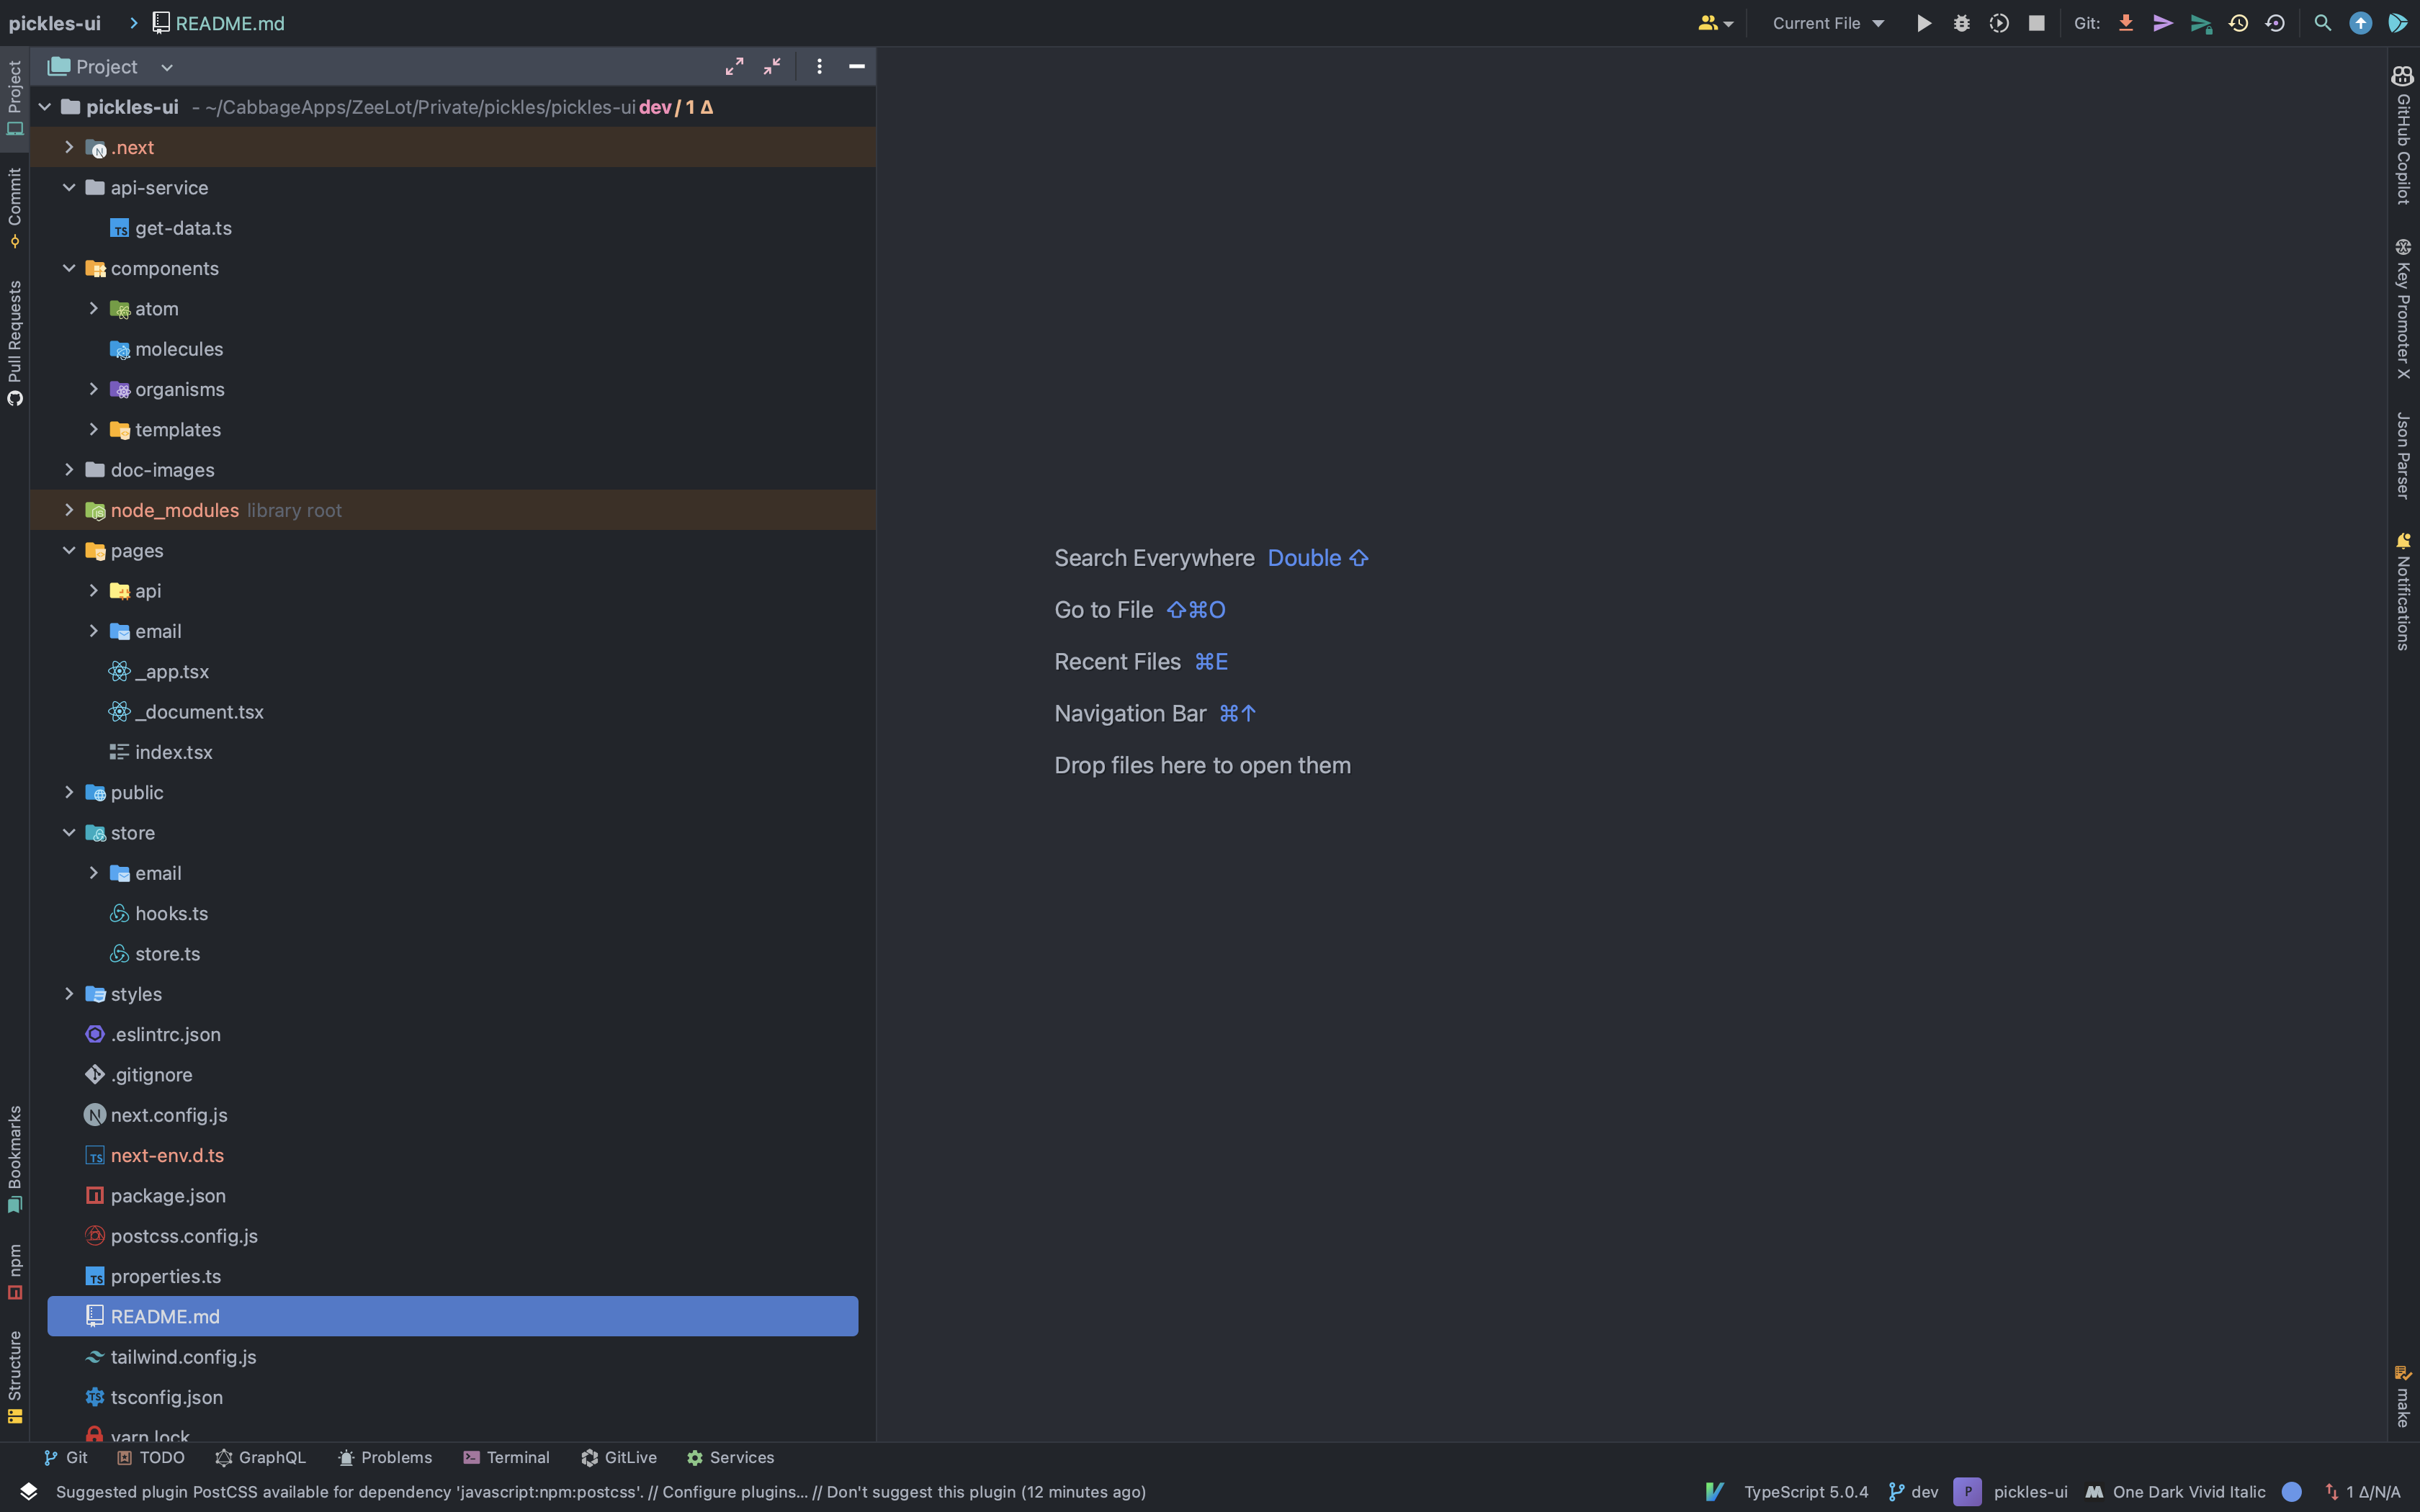 pickles-ui
README.md
Current File
Git:
Project
pickles-ui - ~/CabbageApps/ZeeLot/Private/pickles/pickles-ui dev / 1 Δ
.next
api-service
TS get-data.ts
components
atom
molecules
organisms
templates
doc-images
node_modules library root
pages
api
email
_app.tsx
_document.tsx
index.tsx
public
store
email
hooks.ts
store.ts
styles
.eslintrc.json
.gitignore
N next.config.js
TS next-env.d.ts
package.json
postcss.config.js
TS properties.ts
README.md
tailwind.config.js
TS tsconfig.json
yarn.lock
Project
Commit
Pull Requests
Bookmarks
npm
Structure
Search Everywhere Double ⇧
Go to File ⇧⌘O
Recent Files ⌘E
Navigation Bar ⌘↑
Drop files here to open them
GitHub Copilot
Key Promoter X
Json Parser
Notifications
make
Git
TODO
GraphQL
Problems
Terminal
GitLive
Services
Suggested plugin PostCSS available for dependency 'javascript:npm:postcss'. // Configure plugins... // Don't suggest this plugin (12 minutes ago)
TypeScript 5.0.4
dev
P pickles-ui
One Dark Vivid Italic
1 Δ/N/A